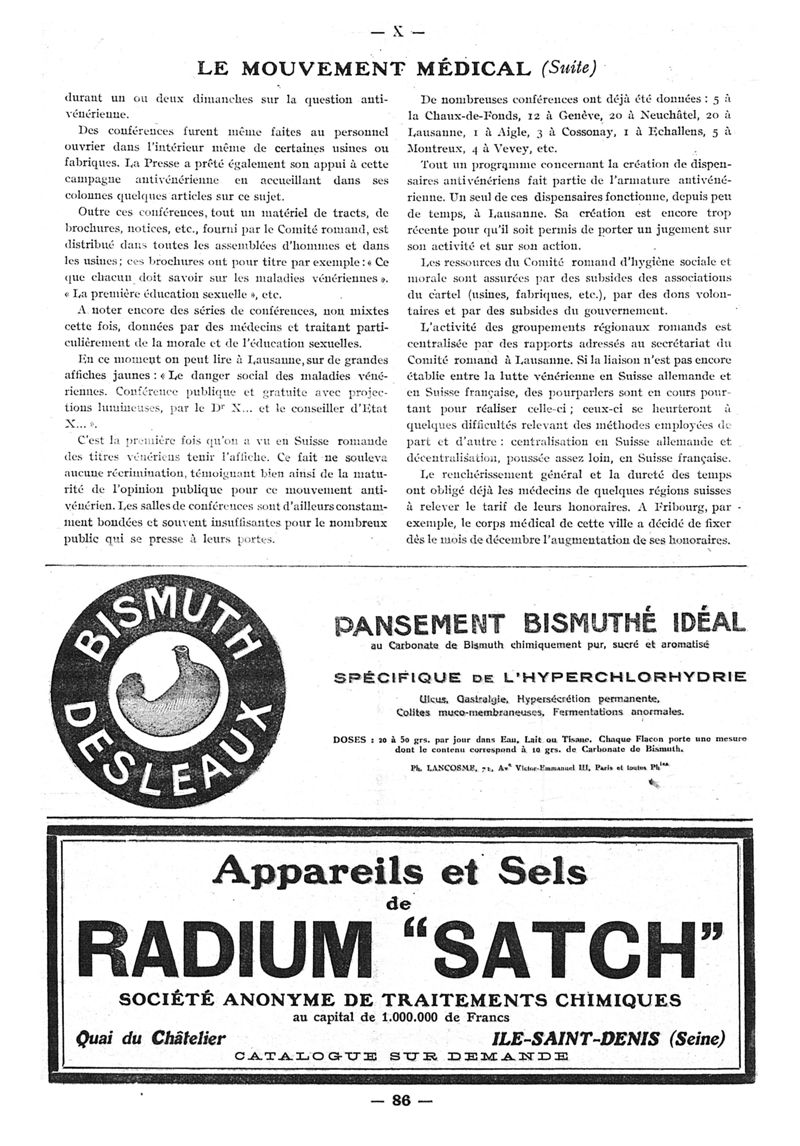 — X —
LE MOUVEMENT MÉDICAL (Suite)
durant un ou deux dimanches sur la question anti-
vénérienne.
Des conférences furent même faites au personnel
ouvrier dans l'intérieur même de certaines usines ou
fabriques. La Presse a prêté également son appui à cette
campagne antivénérienne en accueillant dans ses
colonnes quelques articles sur ce sujet.
Outre ces conférences, tout un matériel de tracts, de
brochures, notices, etc., fourni par le Comité romand, est
distribué dans toutes les assemblées d'hommes et dans
les usines ; ces brochures ont pour titre par exemple : « Ce
que chacun doit savoir sur les maladies vénériennes ».
« La première éducation sexuelle », etc.
A noter encore des séries de conférences, non mixtes
cette fois, données par des médecins et traitant parti-
culièrement de la morale et de l'éducation sexuelles.
En ce moment on peut lire à Lausanne, sur de grandes
affiches jaunes : « Le danger social des maladies véné-
riennes. Conférence publique et gratuite avec projec-
tions lumineuses, par le Dr X... et le conseiller d'Etat
X... ».
C'est la première fois qu'on a vu en Suisse romande
des titres vénériens tenir l'affiche. Ce fait ne souleva
aucune récrimination, témoignant bien ainsi de la matu-
rité de l'opinion publique pour ce mouvement anti-
vénérien. Les salles de conférences sont d'ailleurs constam-
ment bondées et souvent insuffisantes pour le nombreux
public qui se presse à leurs portes.
De nombreuses conférences ont déjà été données : 5 à
la Chaux-de-Fonds, 12 à Genève, 20 à Neuchâtel, 20 à
Lausanne, 1 à Aigle, 3 à Cossonay, 1 à Echallens, 5 à
Montreux, 4 à Vevey, etc.
Tout un programme concernant la création de dispen-
saires antivénériens fait partie de l'armature antivéné-
rienne. Un seul de ces dispensaires fonctionne, depuis peu
de temps, à Lausanne. Sa création est encore trop
récente pour qu'il soit permis de porter un jugement sur
son activité et sur son action.
Les ressources du Comité romand d'hygiène sociale et
morale sont assurées par des subsides des associations
du cartel (usines, fabriques, etc.), par des dons volon-
taires et par des subsides du gouvernement.
L'activité des groupements régionaux romands est
centralisée par des rapports adressés au secrétariat du
Comité romand à Lausanne. Si la liaison n'est pas encore
établie entre la lutte vénérienne en Suisse allemande et
en Suisse française, des pourparlers sont en cours pour-
tant pour réaliser celle-ci ; ceux-ci se heurteront à
quelques difficultés relevant des méthodes employées de
part et d'autre : centralisation en Suisse allemande et
décentralisation, poussée assez loin, en Suisse française.
Le renchérissement général et la dureté des temps
ont obligé déjà les médecins de quelques régions suisses
à relever le tarif de leurs honoraires. A Fribourg, par
exemple, le corps médical de cette ville a décidé de fixer
dès le mois de décembre l'augmentation de ses honoraires.
BISMUTH
DESLEAUX
PANSEMENT BISMUTHÉ IDÉAL
au Carbonate de Bismuth chimiquement pur, sucré et aromatisé
SPÉCIFIQUE DE L'HYPERCHLORHYDRIE
Ulcus, Gastralgie, Hypersécrétion permanente,
Colites muco-membraneuses, Fermentations anormales.
DOSES : 20 à 50 grs. par jour dans Eau, Lait ou Tisane. Chaque Flacon porte une mesure
dont le contenu correspond à 10 grs. de Carbonate de Bismuth.
Ph. LANCOSME, 71, Ave Victor-Emmanuel III, Paris et toutes Phies
Appareils et Sels
de
RADIUM “SATCH”
SOCIÉTÉ ANONYME DE TRAITEMENTS CHIMIQUES
au capital de 1.000.000 de Francs
Quai du Châtelier ILE-SAINT-DENIS (Seine)
CATALOGUE SUR DEMANDE
— 86 —